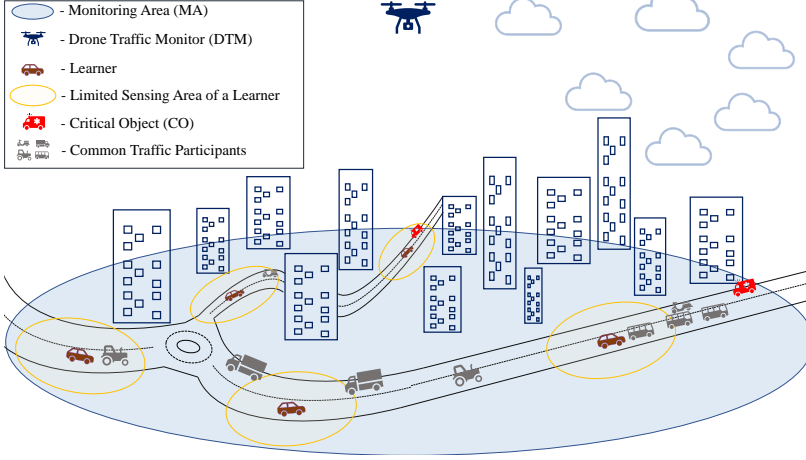 - Monitoring Area (MA)
- Drone Traffic Monitor (DTM)
- Learner
- Limited Sensing Area of a Learner
- Critical Object (CO)
- Common Traffic Participants